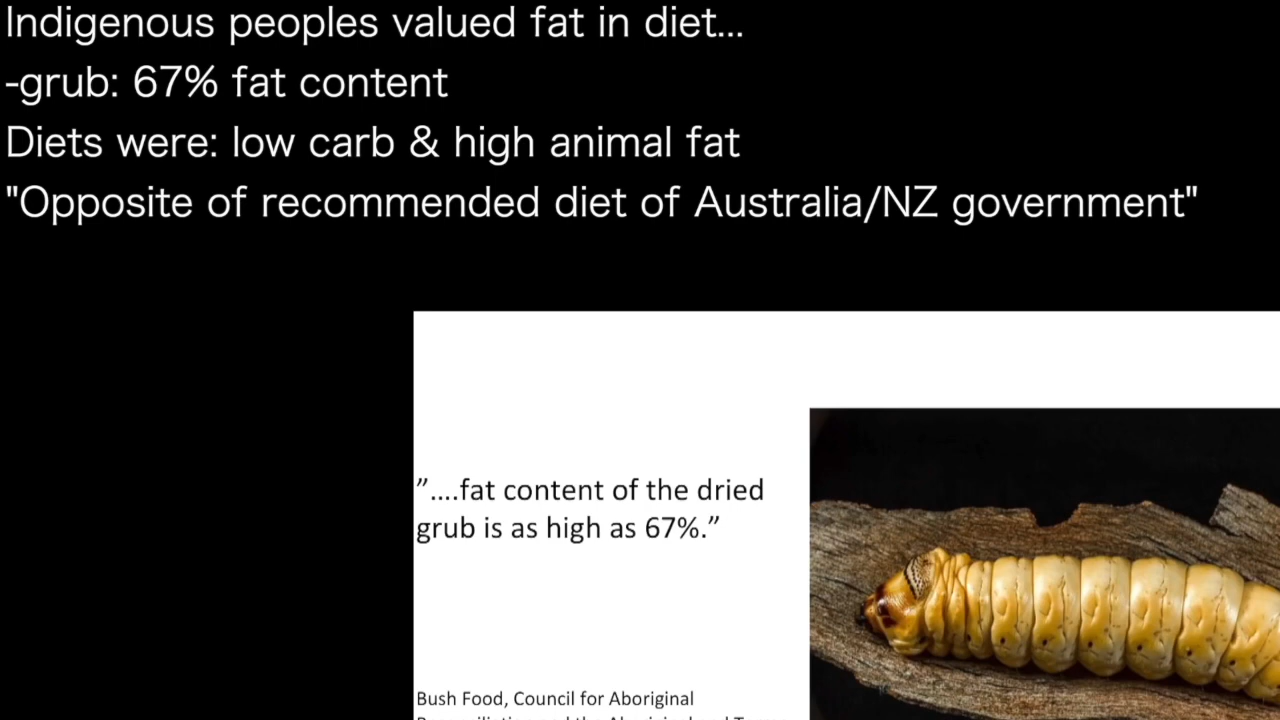 Indigenous peoples valued fat in diet...
-grub: 67% fat content
Diets were: low carb & high animal fat
"Opposite of recommended diet of Australia/NZ government"
”....fat content of the dried
grub is as high as 67%.”
Bush Food, Council for Aboriginal